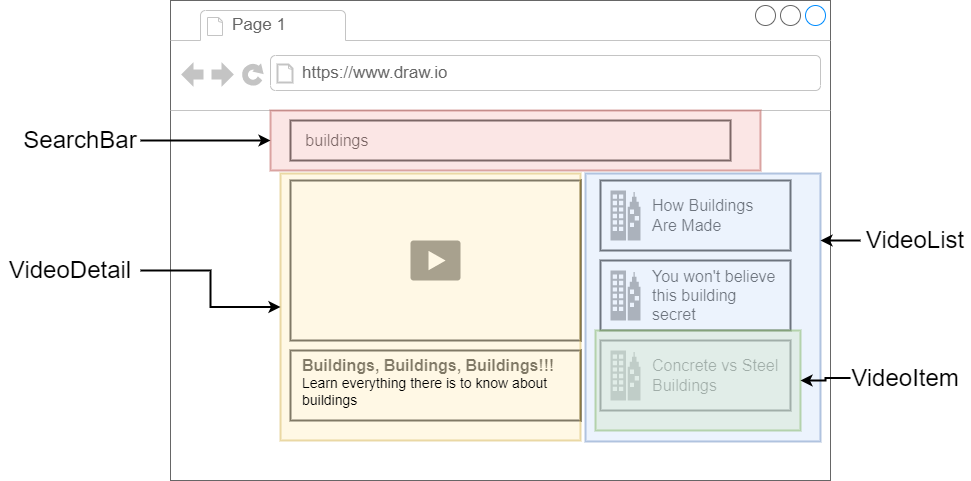 Page 1
https://www.draw.io
SearchBar
buildings
How Buildings
Are Made
VideoList
VideoDetail
You won't believe
this building
secret
Buildings, Buildings, Buildings!!!
Learn everything there is to know about
buildings
Concrete vs Steel
Buildings
VideoItem